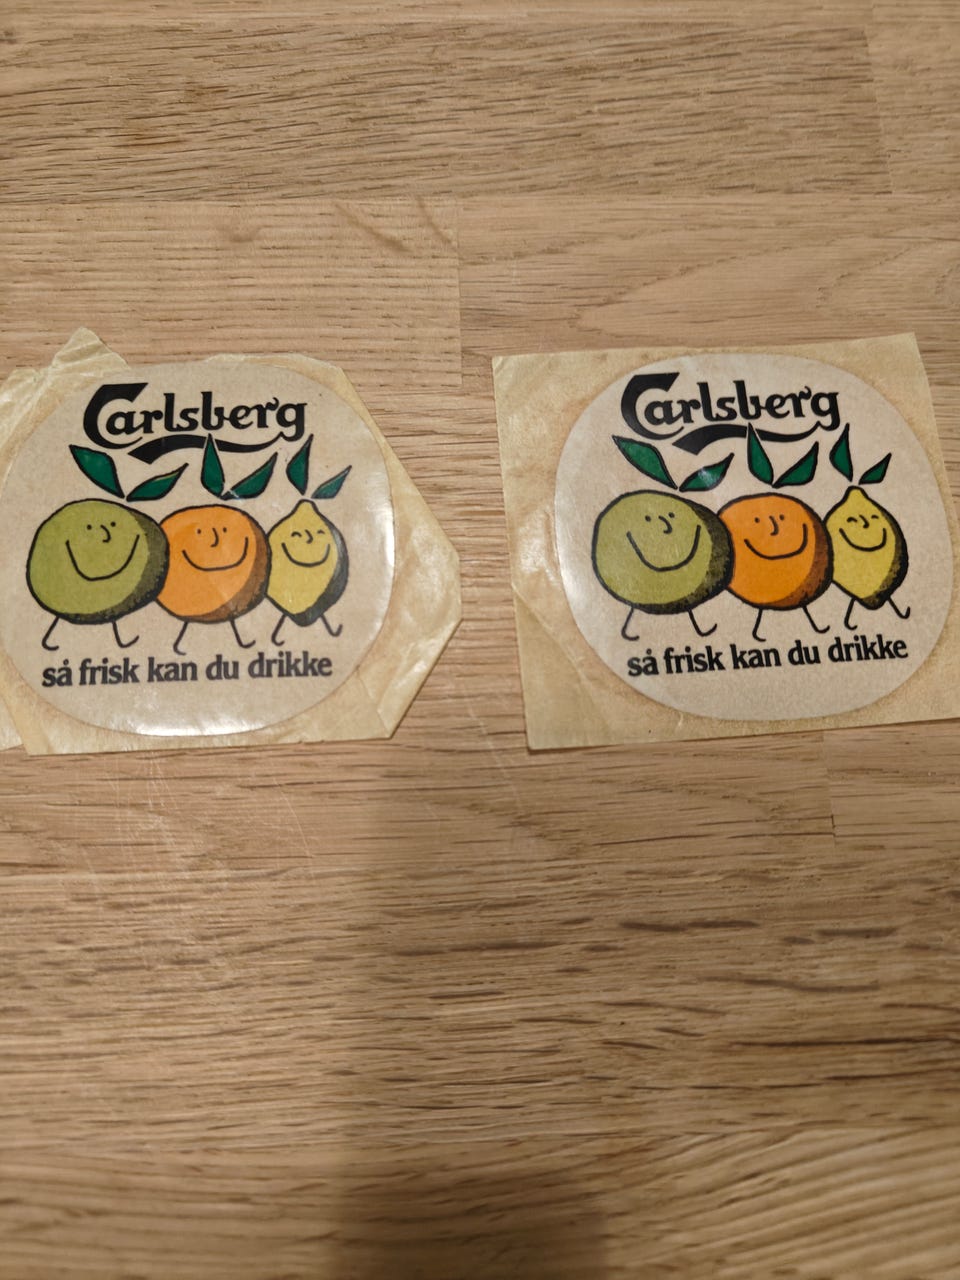 Carlsberg
så frisk kan du drikke
Carlsberg
så frisk kan du drikke